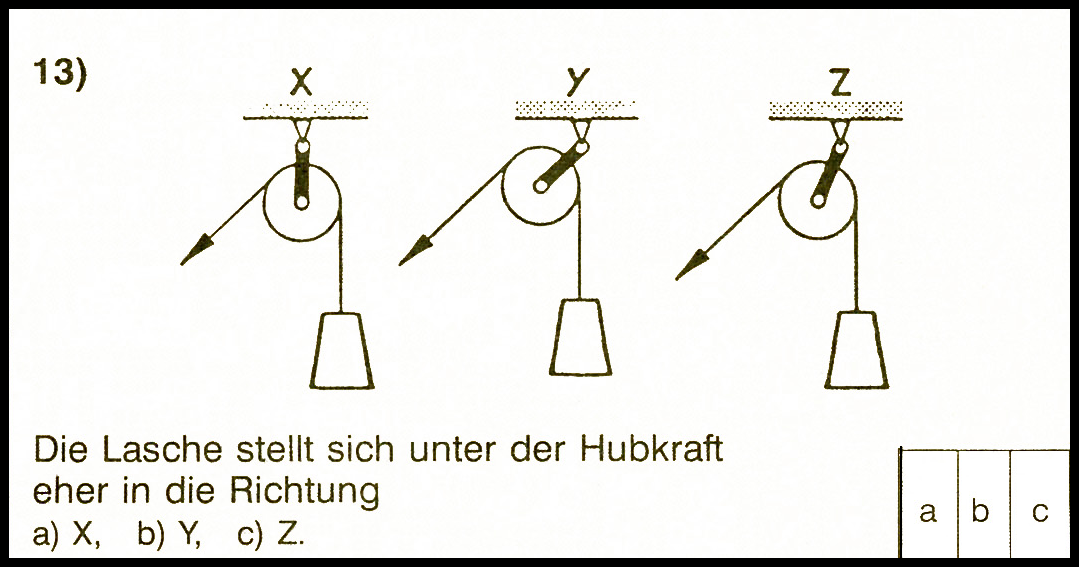 13)
X Y Z
Die Lasche stellt sich unter der Hubkraft
eher in die Richtung
a) X, b) Y, c) Z.
a b c